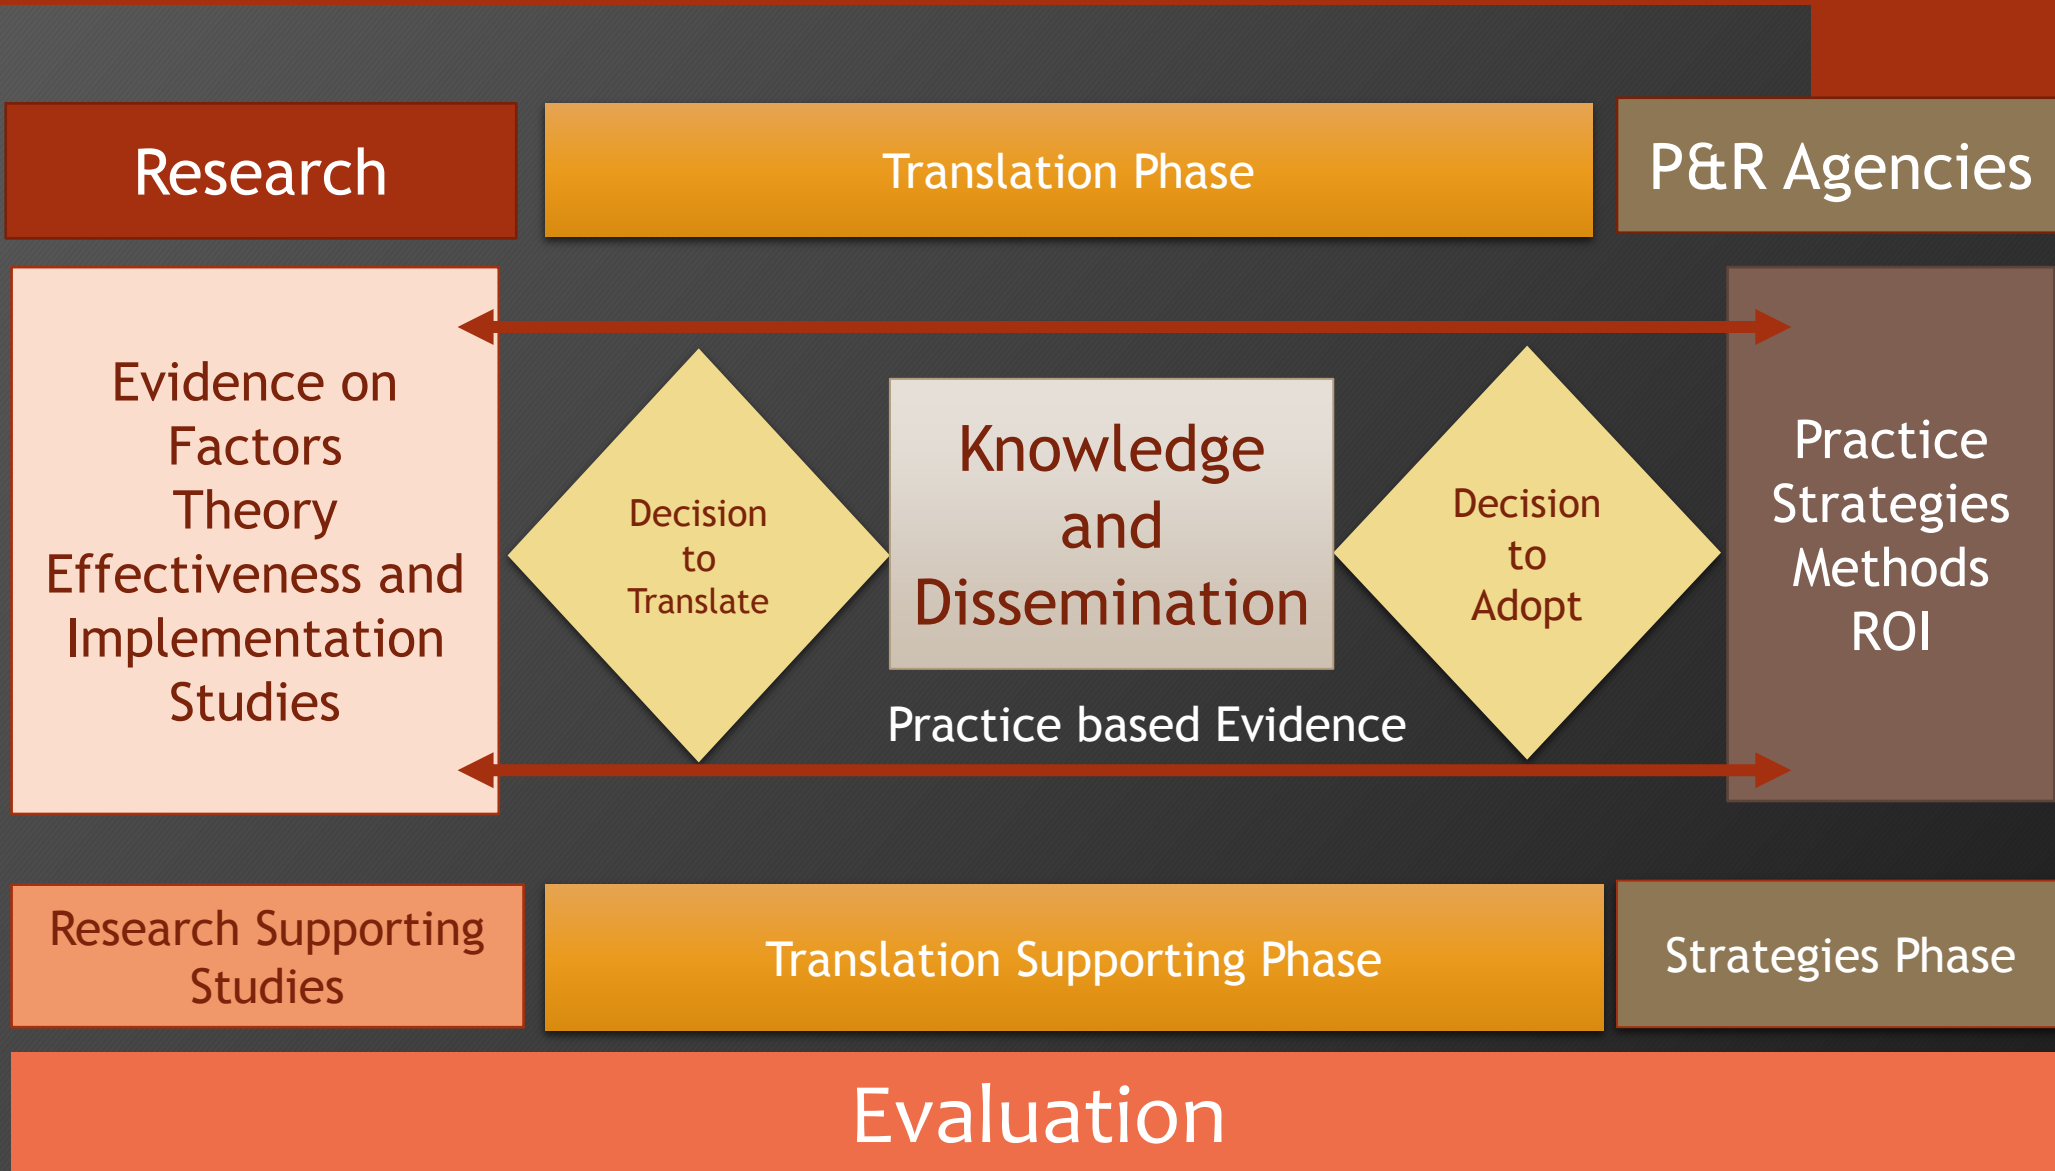 Research
Translation Phase
P&R Agencies
Evidence on
Factors
Theory
Effectiveness and
Implementation
Studies
Decision
to
Translate
Knowledge
and
Dissemination
Decision
to
Adopt
Practice
Strategies
Methods
ROI
Practice based Evidence
Research Supporting
Studies
Translation Supporting Phase
Strategies Phase
Evaluation